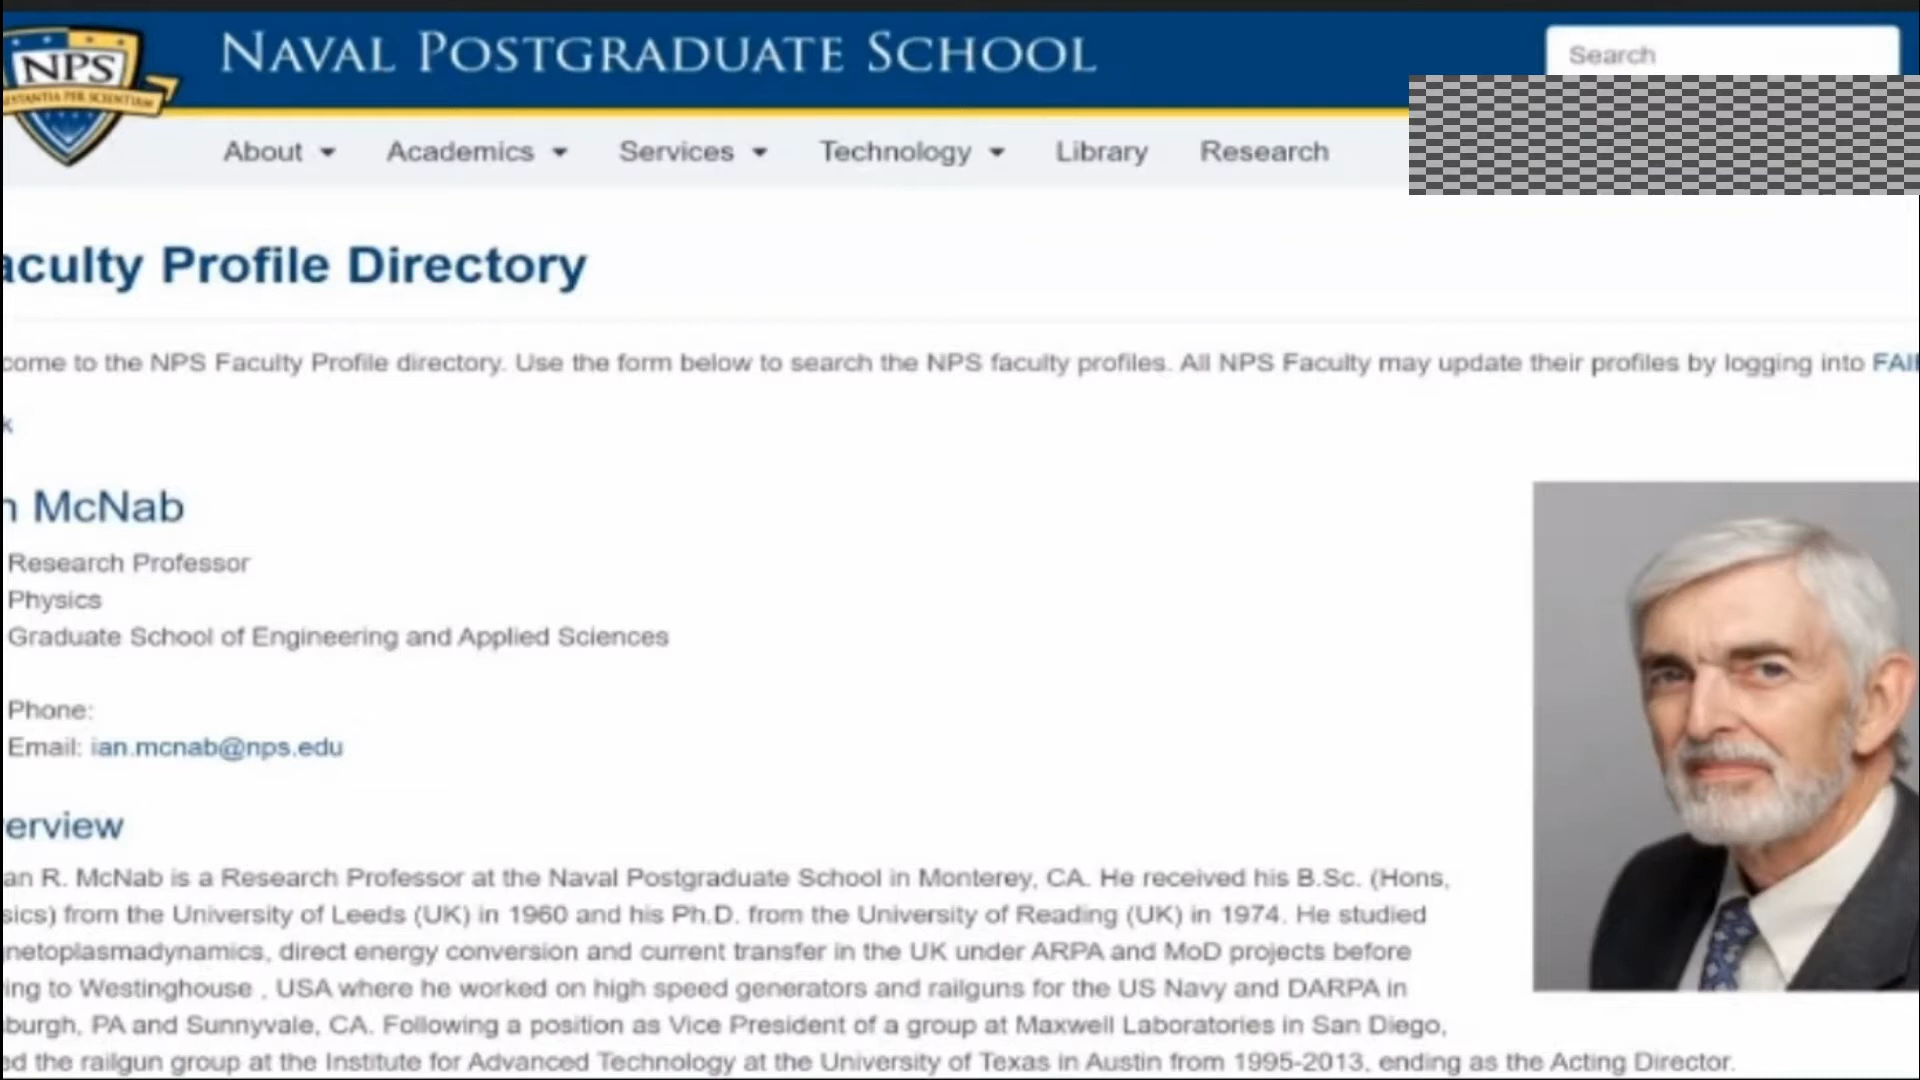 NAVAL POSTGRADUATE SCHOOL
Search
NPS
STANTIA PER SCIENTIAM
About
Academics
Services
Technology
Library
Research
aculty Profile Directory
come to the NPS Faculty Profile directory. Use the form below to search the NPS faculty profiles. All NPS Faculty may update their profiles by logging into FAI
k
n McNab
Research Professor
Physics
Graduate School of Engineering and Applied Sciences
Phone:
Email: ian.mcnab@nps.edu
erview
an R. McNab is a Research Professor at the Naval Postgraduate School in Monterey, CA. He received his B.Sc. (Hons,
sics) from the University of Leeds (UK) in 1960 and his Ph.D. from the University of Reading (UK) in 1974. He studied
netoplasmadynamics, direct energy conversion and current transfer in the UK under ARPA and MoD projects before
ing to Westinghouse , USA where he worked on high speed generators and railguns for the US Navy and DARPA in
burgh, PA and Sunnyvale, CA. Following a position as Vice President of a group at Maxwell Laboratories in San Diego,
ed the railgun group at the Institute for Advanced Technology at the University of Texas in Austin from 1995-2013, ending as the Acting Director.